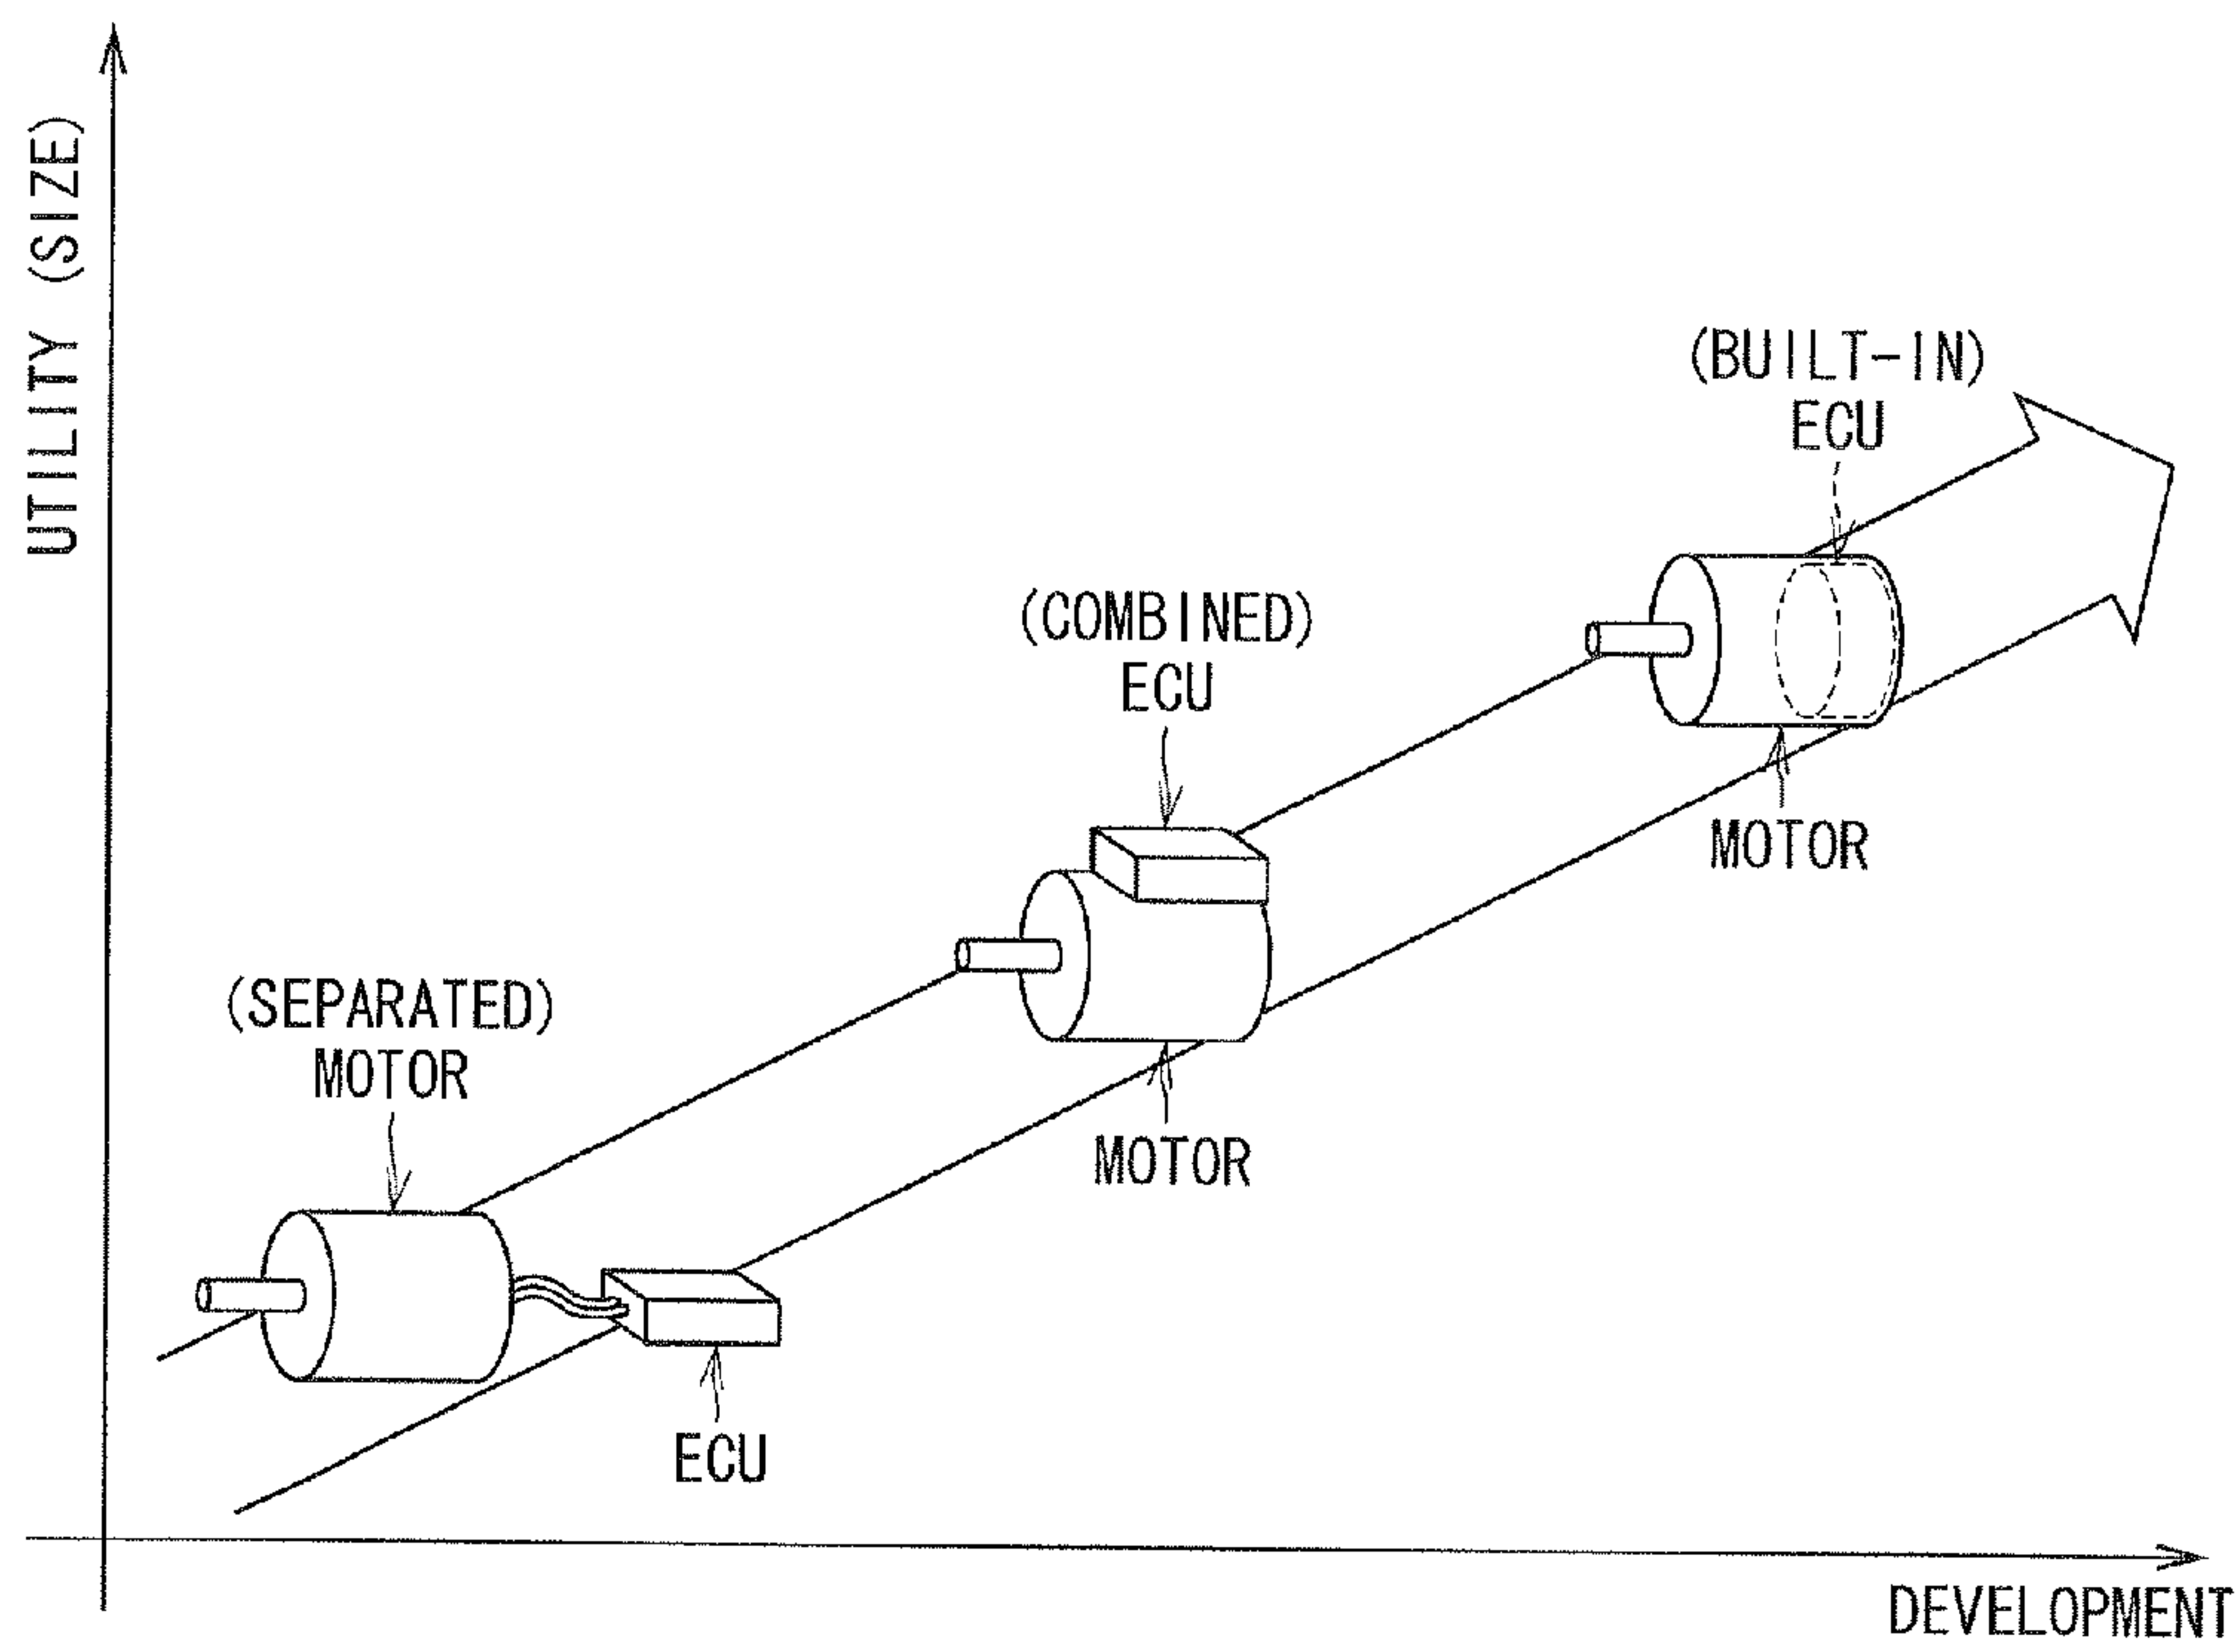 UTILITY (SIZE)
(BUILT-IN)
ECU
MOTOR
(COMBINED)
ECU
MOTOR
(SEPARATED)
MOTOR
ECU
DEVELOPMENT